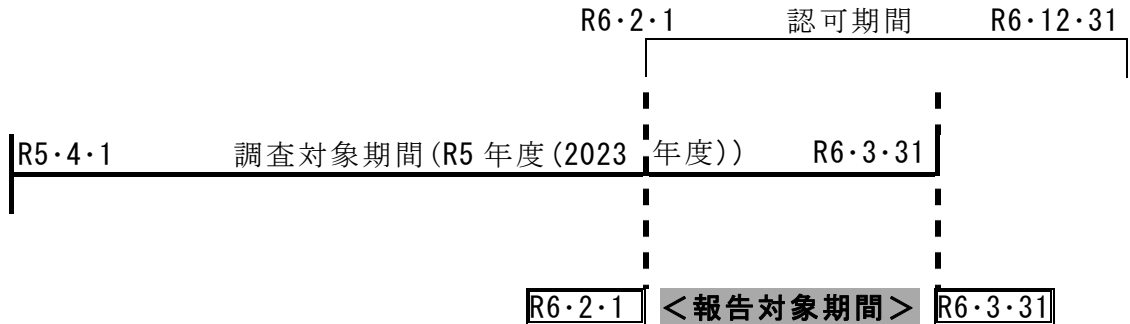 R6・2・1 認可期間 R6・12・31
R5・4・1 調査対象期間(R5 年度(2023 年度)) R6・3・31
R6・2・1 <報告対象期間> R6・3・31